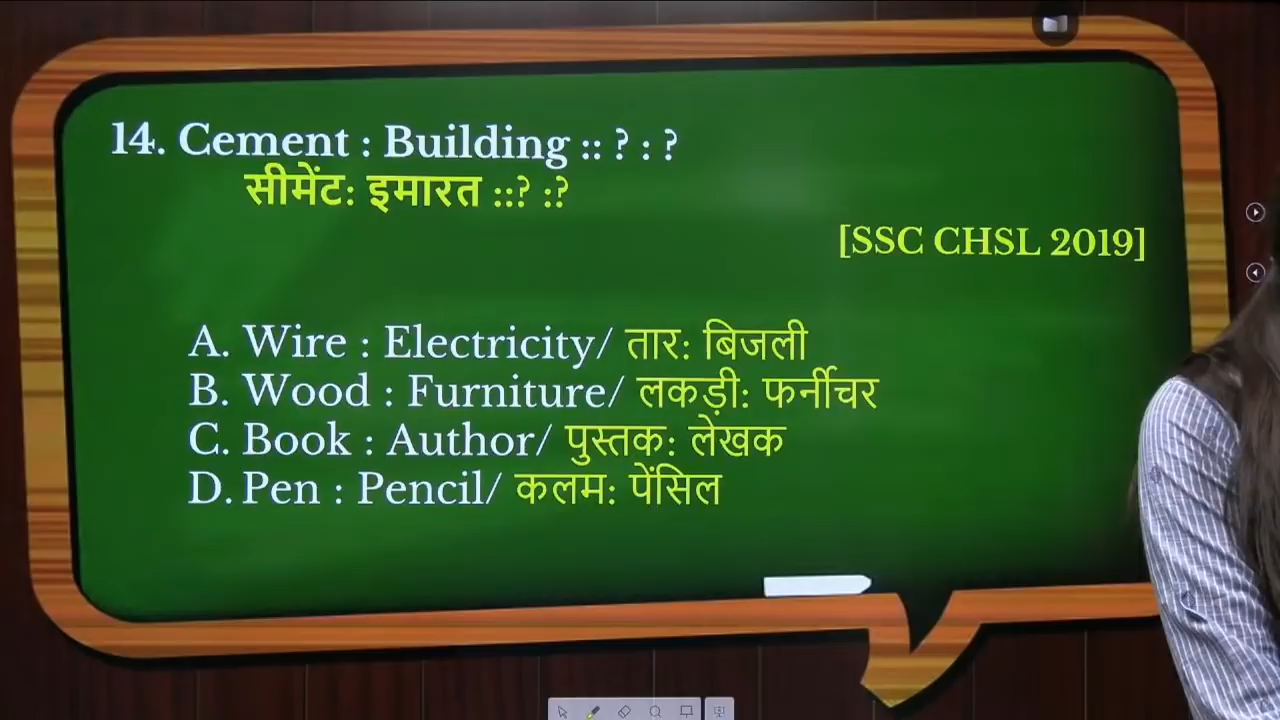 14. Cement : Building :: ? : ?
सीमेंट: इमारत ::? :?
[SSC CHSL 2019]
A. Wire : Electricity/ तार: बिजली
B. Wood : Furniture/ लकड़ी: फर्नीचर
C. Book : Author/ पुस्तक: लेखक
D. Pen : Pencil/ कलम: पेंसिल